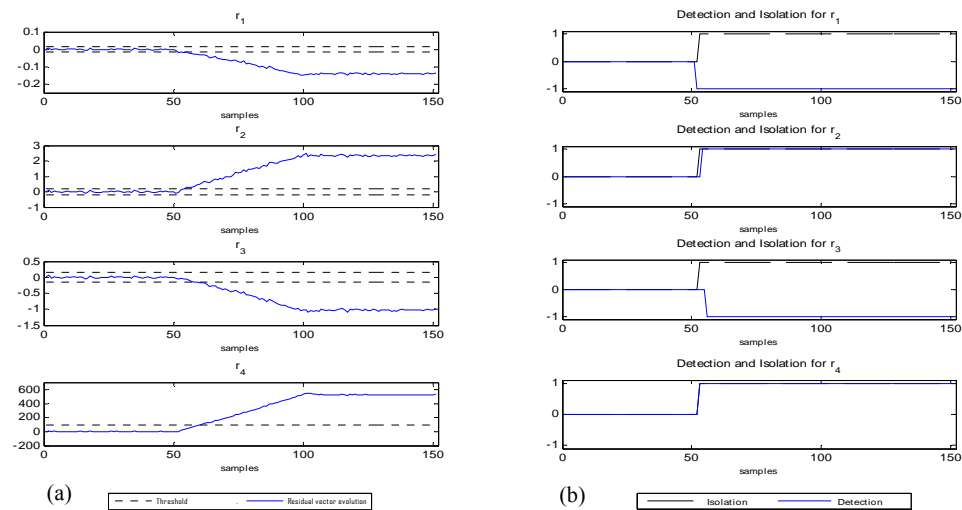 r1
0.1
0
-0.1
-0.2
0 50 100 150
samples
r2
3
2
1
0
-1
0 50 100 150
samples
r3
0.5
0
-0.5
-1
-1.5
0 50 100 150
samples
r4
600
400
200
0
-200
0 50 100 150
samples
(a)
Threshold
Residual vector evolution
Detection and Isolation for r1
1
0
-1
0 50 100 150
samples
Detection and Isolation for r2
1
0
-1
0 50 100 150
samples
Detection and Isolation for r3
1
0
-1
0 50 100 150
samples
Detection and Isolation for r4
1
0
-1
0 50 100 150
samples
(b)
Isolation
Detection